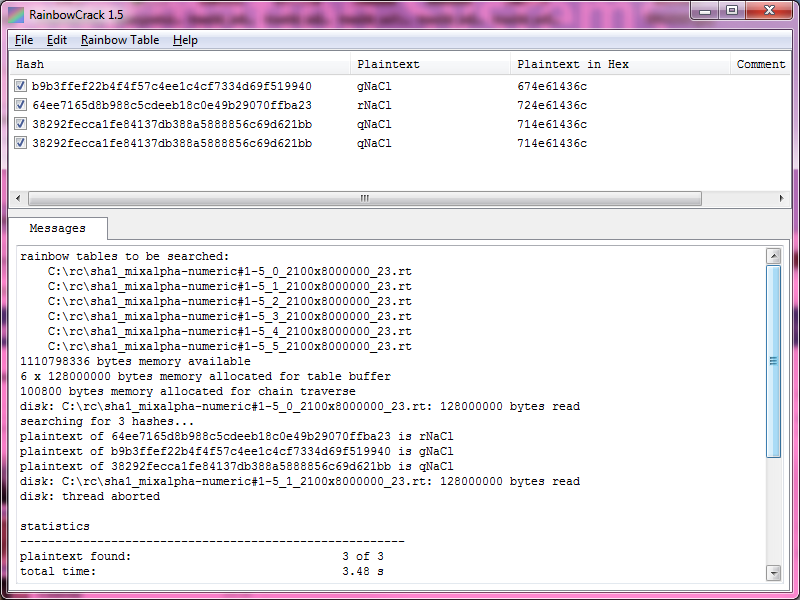 RainbowCrack 1.5
File Edit Rainbow Table Help
Hash Plaintext Plaintext in Hex Comment
b9b3ffef22b4f4f57c4ee1c4cf7334d69f519940 gNaCl 674e61436c
64ee7165d8b988c5cdeeb18c0e49b29070ffba23 rNaCl 724e61436c
38292fecca1fe84137db388a5888856c69d621bb qNaCl 714e61436c
38292fecca1fe84137db388a5888856c69d621bb qNaCl 714e61436c
Messages
rainbow tables to be searched:
C:\rc\sha1_mixalpha-numeric#1-5_0_2100x8000000_23.rt
C:\rc\sha1_mixalpha-numeric#1-5_1_2100x8000000_23.rt
C:\rc\sha1_mixalpha-numeric#1-5_2_2100x8000000_23.rt
C:\rc\sha1_mixalpha-numeric#1-5_3_2100x8000000_23.rt
C:\rc\sha1_mixalpha-numeric#1-5_4_2100x8000000_23.rt
C:\rc\sha1_mixalpha-numeric#1-5_5_2100x8000000_23.rt
1110798336 bytes memory available
6 x 128000000 bytes memory allocated for table buffer
100800 bytes memory allocated for chain traverse
disk: C:\rc\sha1_mixalpha-numeric#1-5_0_2100x8000000_23.rt: 128000000 bytes read
searching for 3 hashes...
plaintext of 64ee7165d8b988c5cdeeb18c0e49b29070ffba23 is rNaCl
plaintext of b9b3ffef22b4f4f57c4ee1c4cf7334d69f519940 is gNaCl
plaintext of 38292fecca1fe84137db388a5888856c69d621bb is qNaCl
disk: C:\rc\sha1_mixalpha-numeric#1-5_1_2100x8000000_23.rt: 128000000 bytes read
disk: thread aborted
statistics
-------------------------------------------------------
plaintext found: 3 of 3
total time: 3.48 s